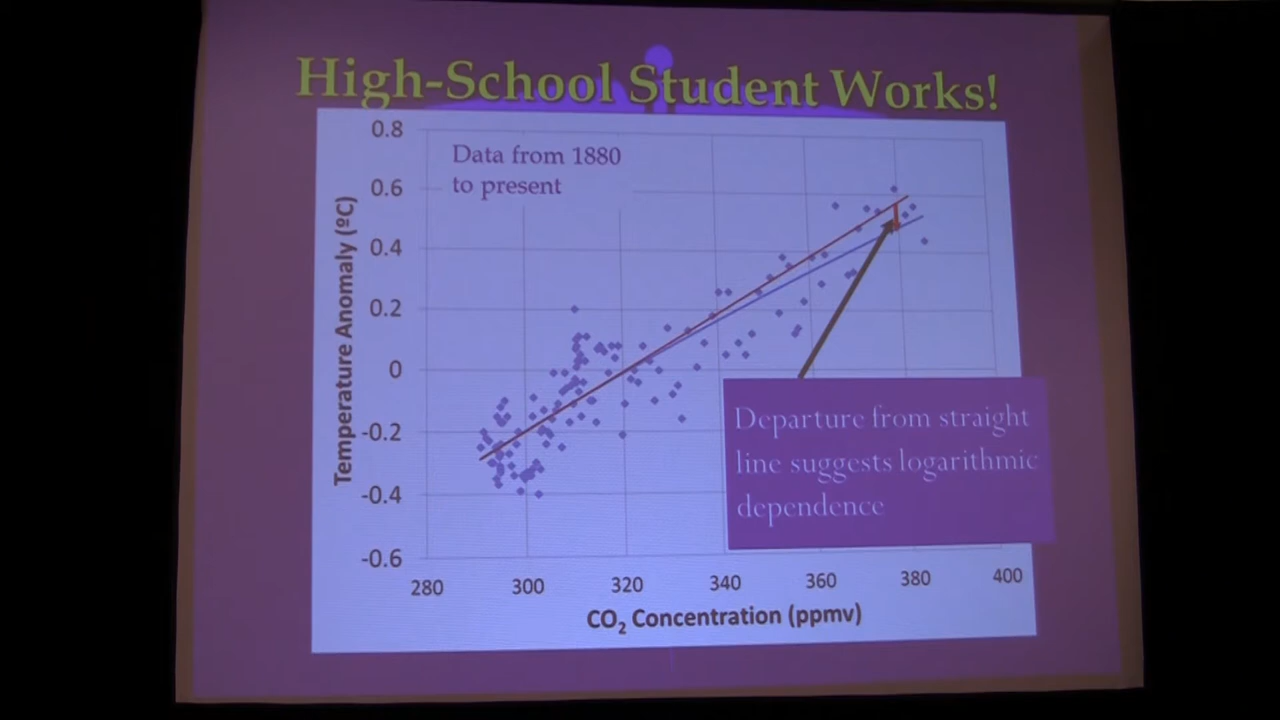 High-School Student Works!
Data from 1880
to present
0.8
0.6
0.4
0.2
0
-0.2
-0.4
-0.6
Temperature Anomaly (ºC)
Departure from straight
line suggests logarithmic
dependence
280 300 320 340 360 380 400
CO₂ Concentration (ppmv)